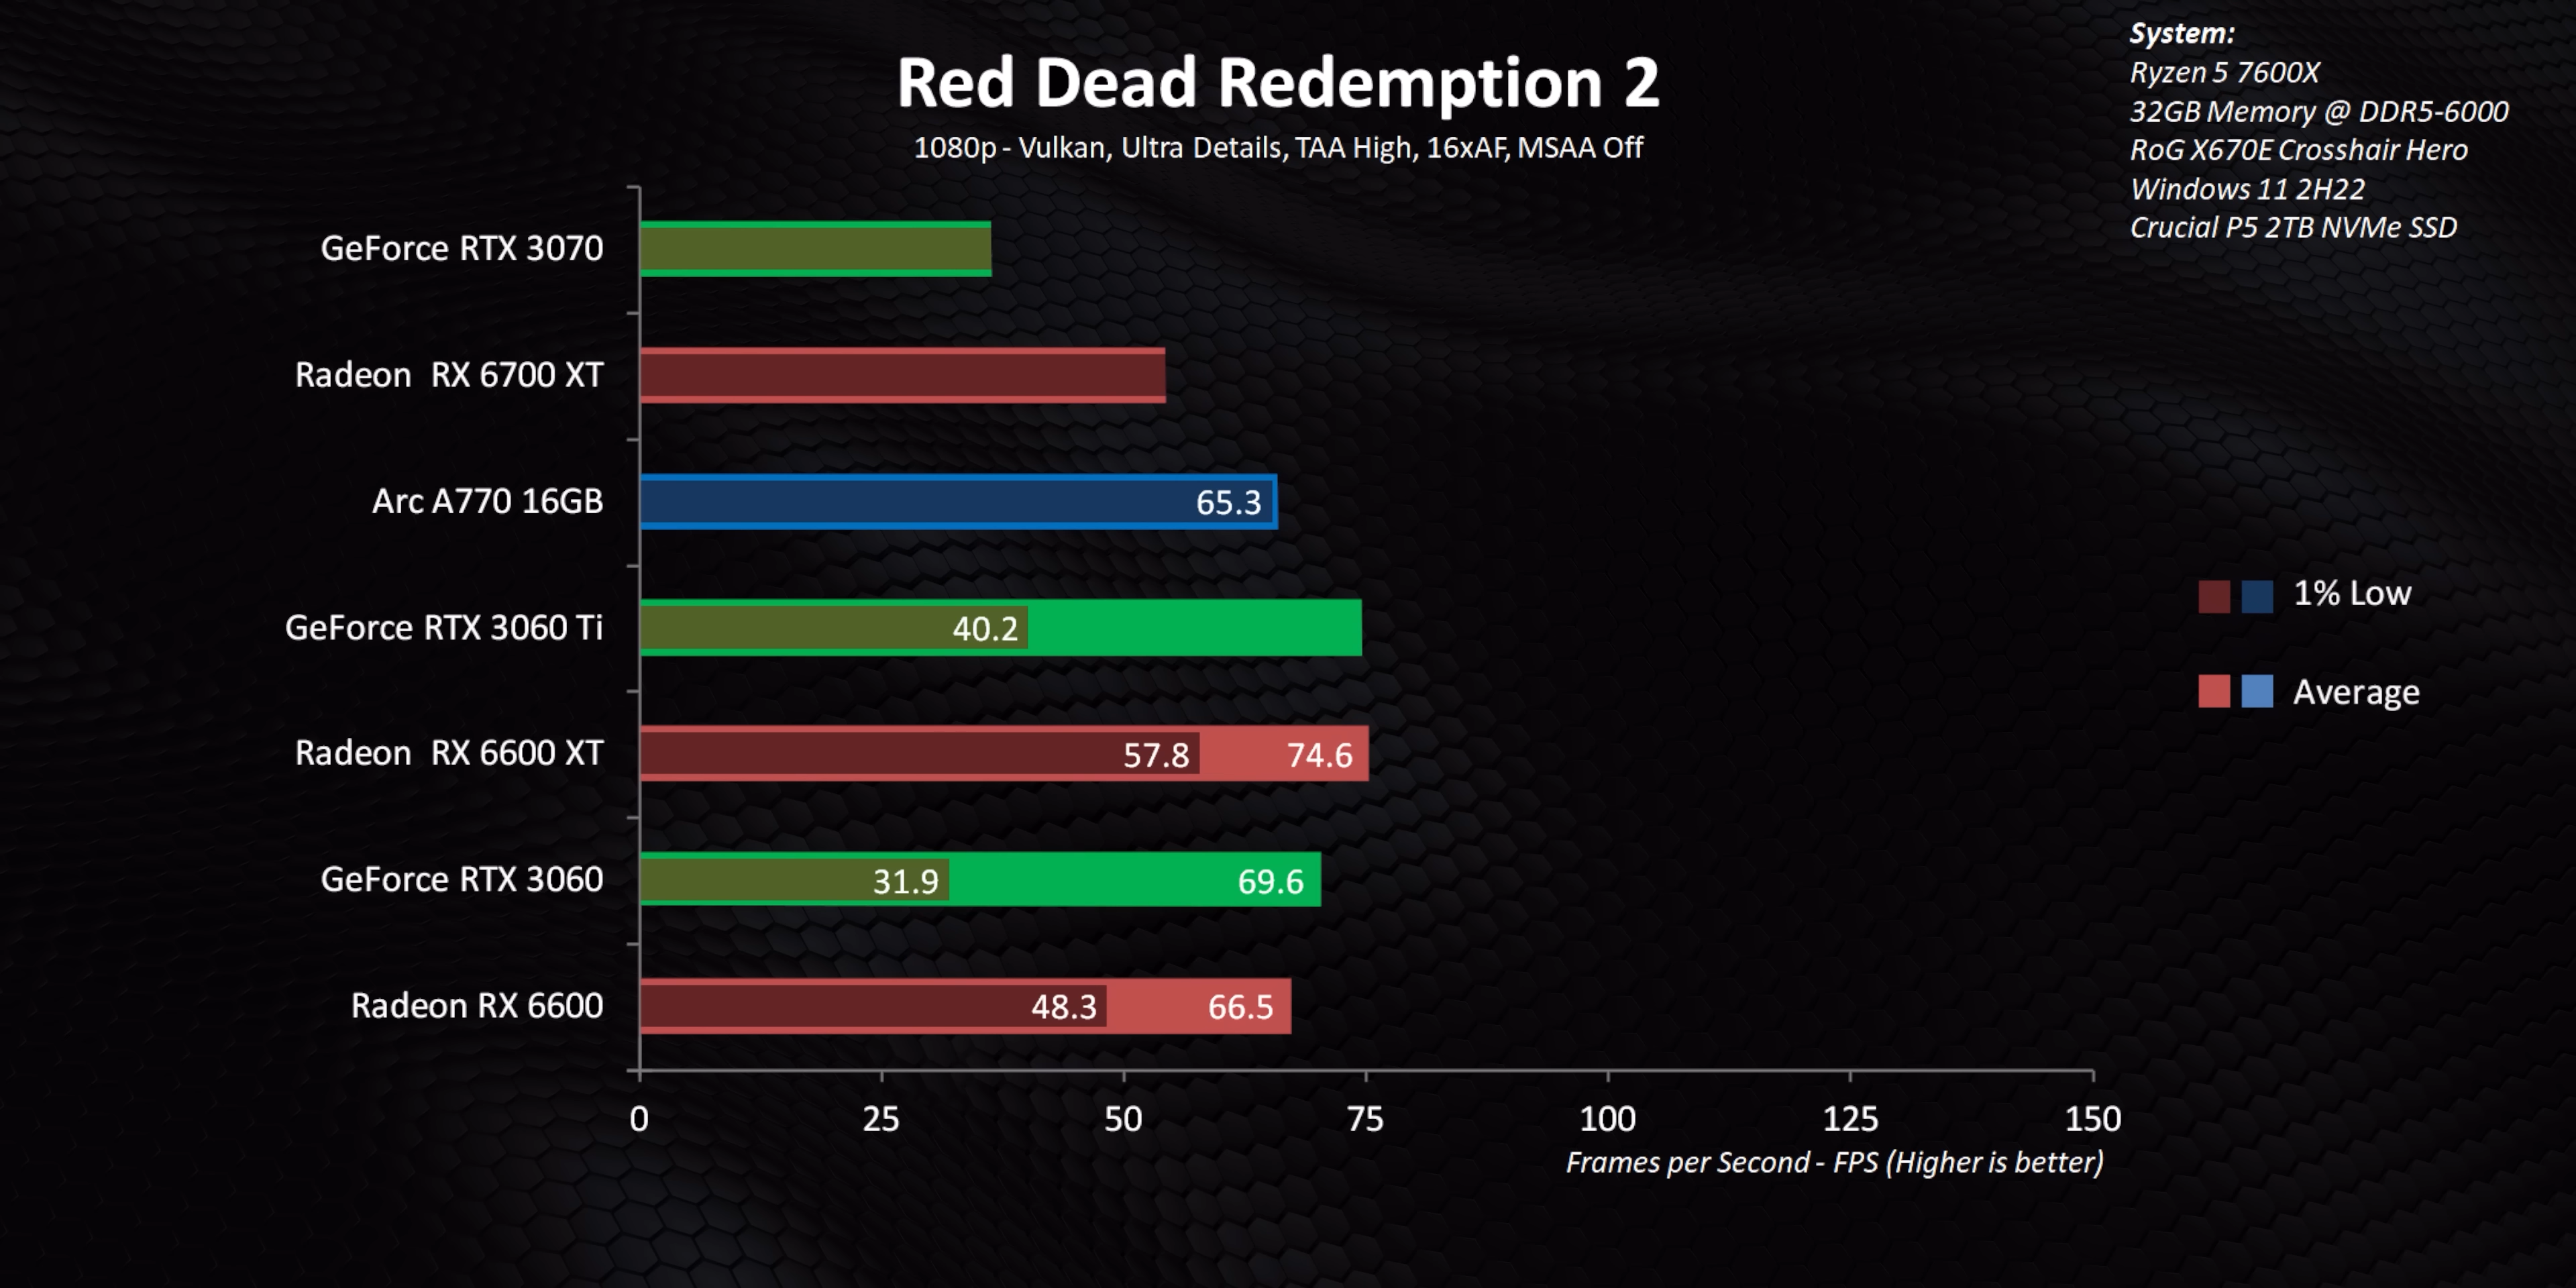 System:
Ryzen 5 7600X
32GB Memory @ DDR5-6000
RoG X670E Crosshair Hero
Windows 11 2H22
Crucial P5 2TB NVMe SSD
Red Dead Redemption 2
1080p - Vulkan, Ultra Details, TAA High, 16xAF, MSAA Off
GeForce RTX 3070
Radeon RX 6700 XT
Arc A770 16GB 65.3
GeForce RTX 3060 Ti 40.2
Radeon RX 6600 XT 57.8 74.6
GeForce RTX 3060 31.9 69.6
Radeon RX 6600 48.3 66.5
1% Low
Average
0 25 50 75 100 125 150
Frames per Second - FPS (Higher is better)